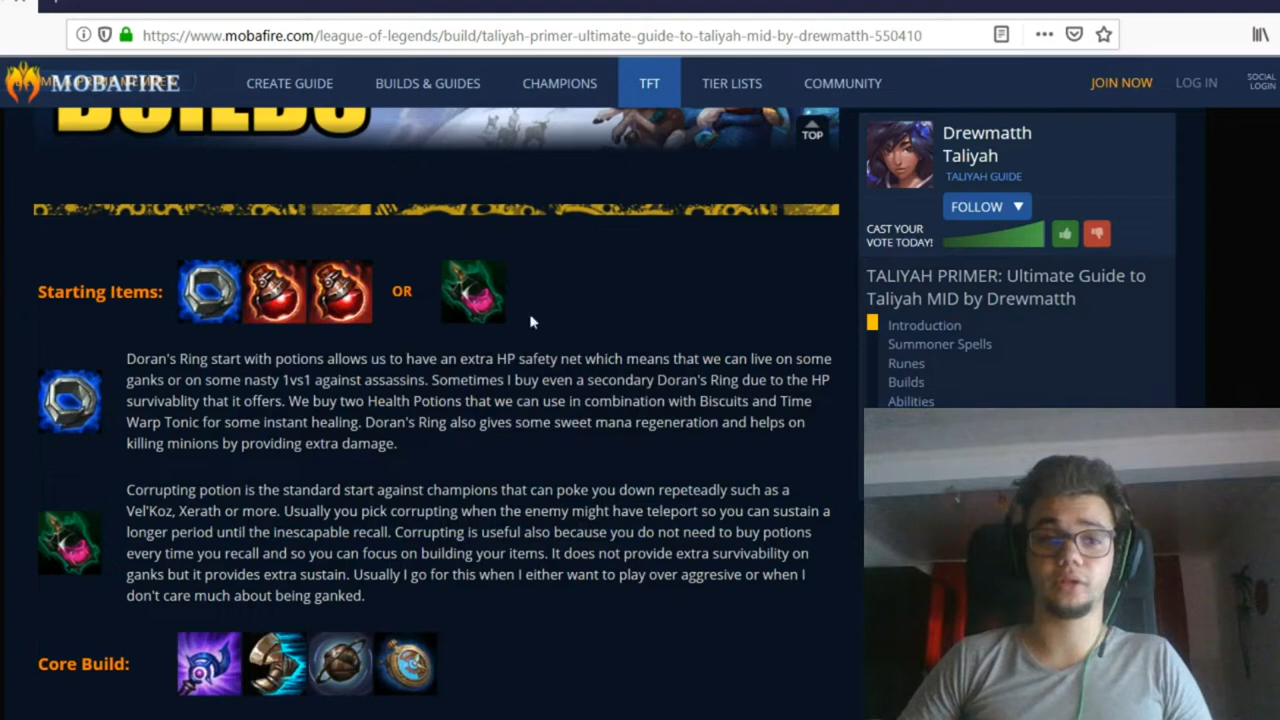 https://www.mobafire.com/league-of-legends/build/taliyah-primer-ultimate-guide-to-taliyah-mid-by-drewmatth-550410
MOBAFIRE CREATE GUIDE BUILDS & GUIDES CHAMPIONS TFT TIER LISTS COMMUNITY JOIN NOW LOG IN SOCIAL LOGIN
BUILDS
TOP
Starting Items: OR
Doran's Ring start with potions allows us to have an extra HP safety net which means that we can live on some
ganks or on some nasty 1vs1 against assassins. Sometimes I buy even a secondary Doran's Ring due to the HP
survivablity that it offers. We buy two Health Potions that we can use in combination with Biscuits and Time
Warp Tonic for some instant healing. Doran's Ring also gives some sweet mana regeneration and helps on
killing minions by providing extra damage.
Corrupting potion is the standard start against champions that can poke you down repeteadly such as a
Vel'Koz, Xerath or more. Usually you pick corrupting when the enemy might have teleport so you can sustain a
longer period until the inescapable recall. Corrupting is useful also because you do not need to buy potions
every time you recall and so you can focus on building your items. It does not provide extra survivability on
ganks but it provides extra sustain. Usually I go for this when I either want to play over aggresive or when I
don't care much about being ganked.
Core Build:
Drewmatth
Taliyah
TALIYAH GUIDE
FOLLOW
CAST YOUR
VOTE TODAY!
TALIYAH PRIMER: Ultimate Guide to
Taliyah MID by Drewmatth
Introduction
Summoner Spells
Runes
Builds
Abilities